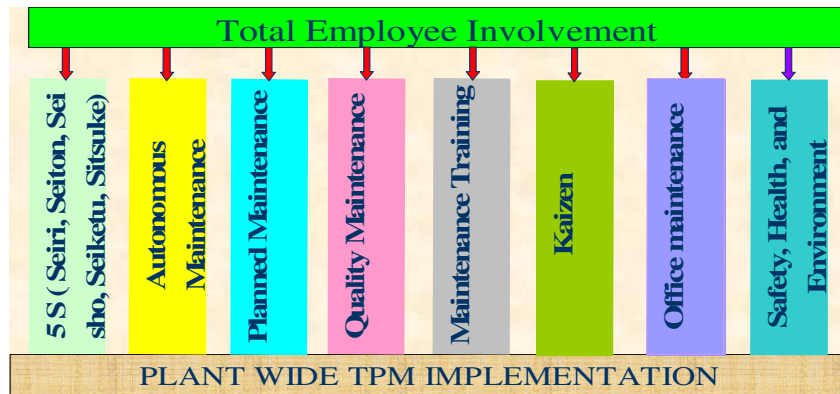 Total Employee Involvement
5 S ( Seiri, Seiton, Sei
sho, Seiketu, Sitsuke)
Autonomous
Maintenance
Planned Maintenance
Quality Maintenance
Maintenance Training
Kaizen
Office maintenance
Safety, Health, and
Environment
PLANT WIDE TPM IMPLEMENTATION